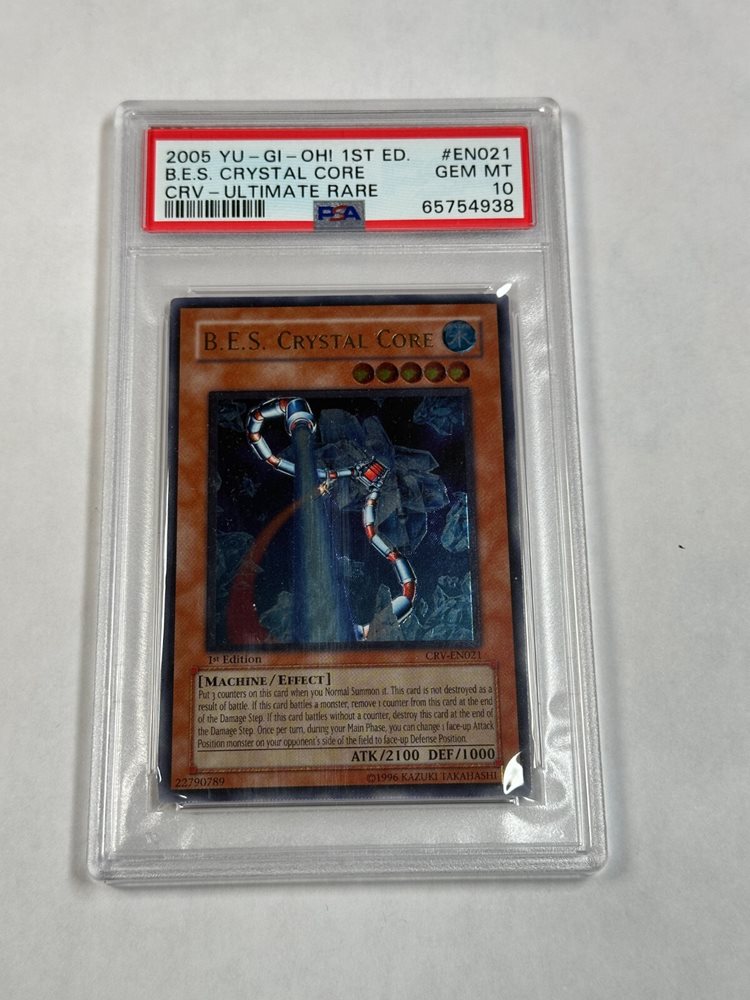 2005 YU-GI-OH! 1ST ED. #EN021
B.E.S. CRYSTAL CORE GEM MT
CRV-ULTIMATE RARE 10
PSA 65754938
B.E.S. CRYSTAL CORE 水
1st Edition CRV-EN021
[MACHINE/EFFECT]
Put 3 counters on this card when you Normal Summon it. This card is not destroyed as a
result of battle. If this card battles a monster, remove 1 counter from this card at the end
of the Damage Step. If this card battles without a counter, destroy this card at the end of
the Damage Step. Once per turn, during your Main Phase, you can change 1 face-up Attack
Position monster on your opponent's side of the field to face-up Defense Position.
ATK/2100 DEF/1000
22790789 ©1996 KAZUKI TAKAHASHI